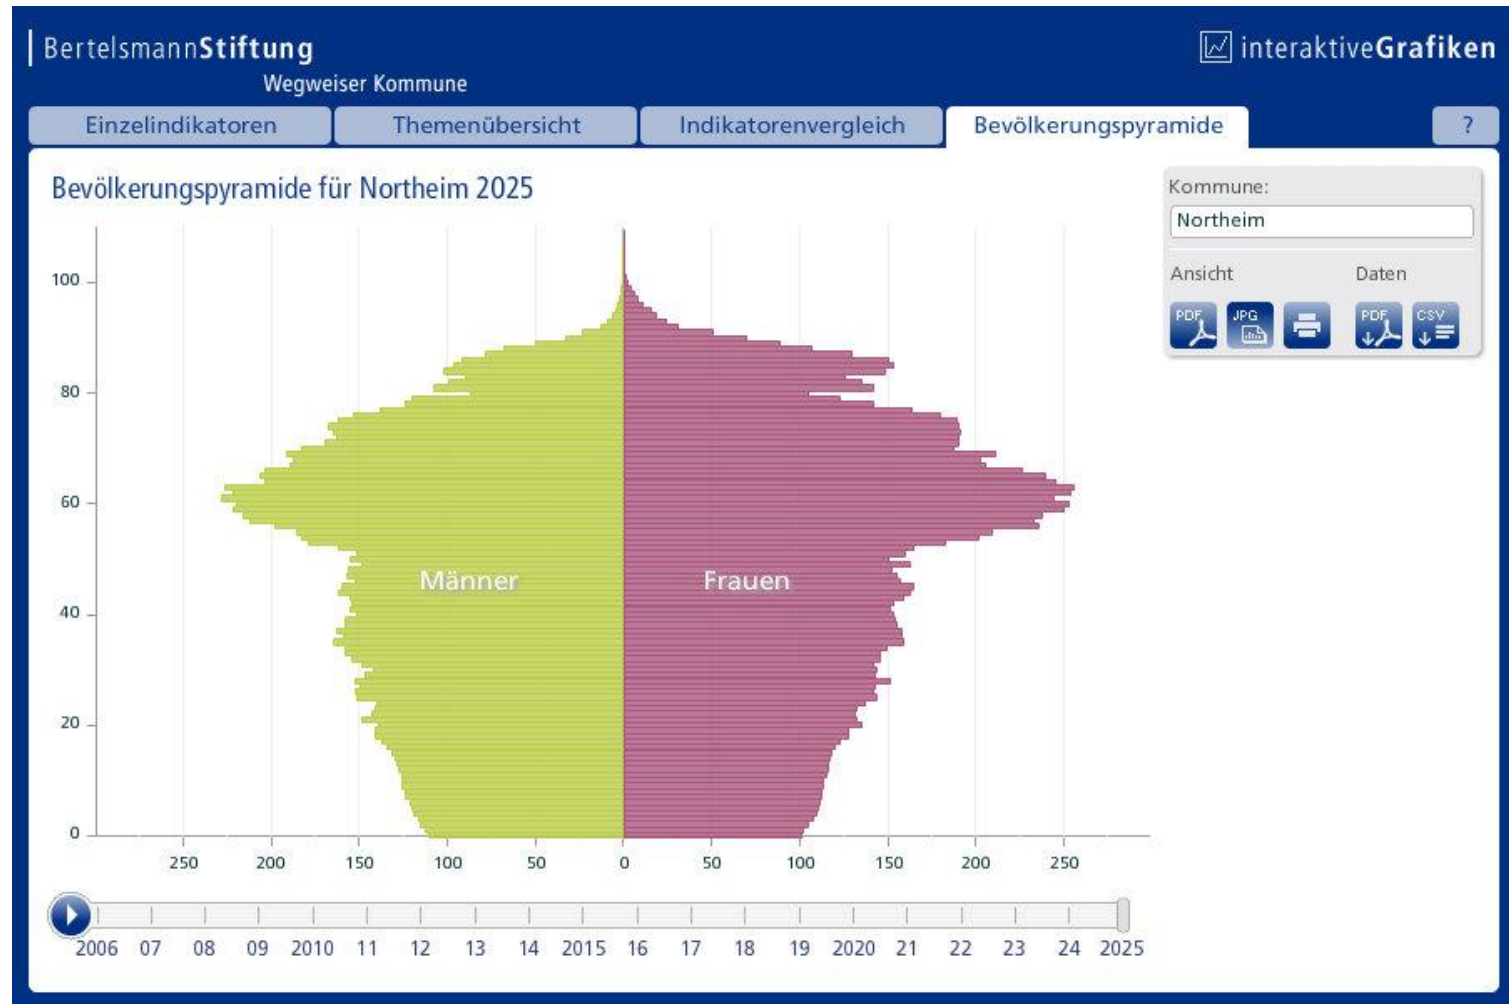 BertelsmannStiftung
Wegweiser Kommune
interaktiveGrafiken
Einzelindikatoren
Themenübersicht
Indikatorenvergleich
Bevölkerungspyramide
?
Bevölkerungspyramide für Northeim 2025
Kommune:
Northeim
Ansicht Daten
PDF JPG PDF CSV
100
80
60
Männer Frauen
40
20
0
250 200 150 100 50 0 50 100 150 200 250
2006 07 08 09 2010 11 12 13 14 2015 16 17 18 19 2020 21 22 23 24 2025